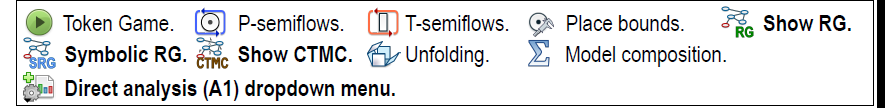 Token Game. P-semiflows. T-semiflows. Place bounds. RG Show RG.
SRG Symbolic RG. CTMC Show CTMC. Unfolding. Σ Model composition.
Direct analysis (A1) dropdown menu.